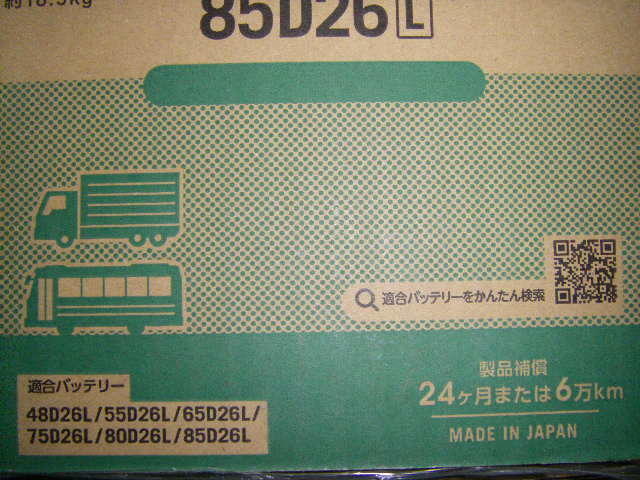 85D26L
適合バッテリーをかんたん検索
製品補償
24ヶ月または6万km
MADE IN JAPAN
適合バッテリー
48D26L/55D26L/65D26L/
75D26L/80D26L/85D26L